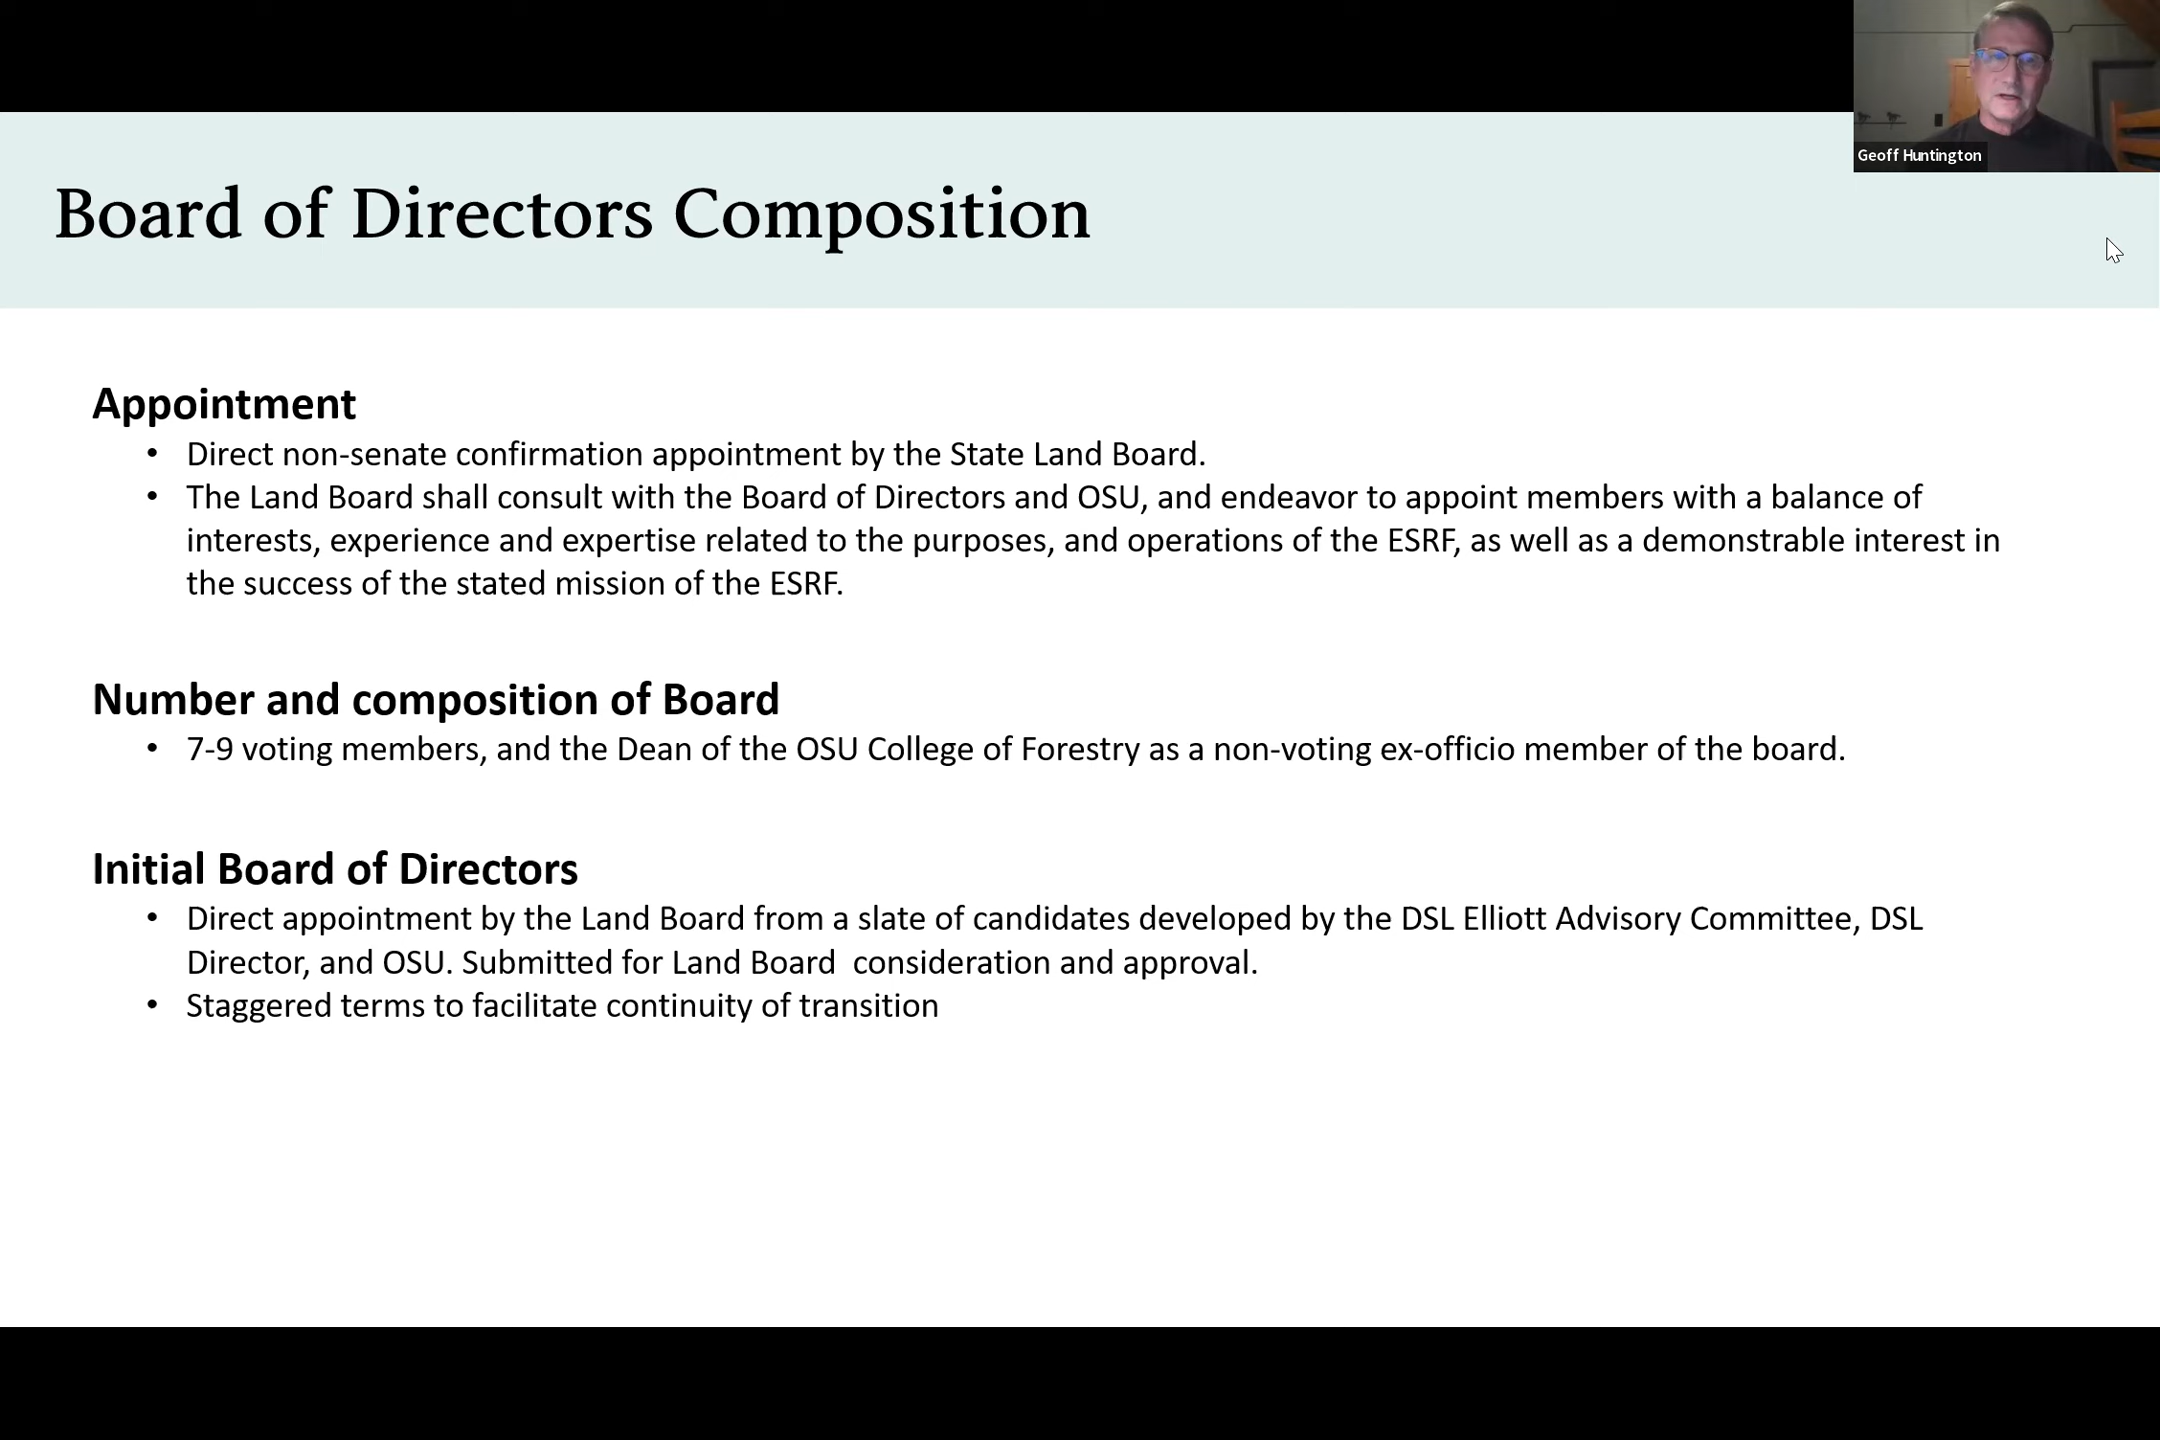 Geoff Huntington
Board of Directors Composition
Appointment
• Direct non-senate confirmation appointment by the State Land Board.
• The Land Board shall consult with the Board of Directors and OSU, and endeavor to appoint members with a balance of
interests, experience and expertise related to the purposes, and operations of the ESRF, as well as a demonstrable interest in
the success of the stated mission of the ESRF.
Number and composition of Board
• 7-9 voting members, and the Dean of the OSU College of Forestry as a non-voting ex-officio member of the board.
Initial Board of Directors
• Direct appointment by the Land Board from a slate of candidates developed by the DSL Elliott Advisory Committee, DSL
Director, and OSU. Submitted for Land Board  consideration and approval.
• Staggered terms to facilitate continuity of transition